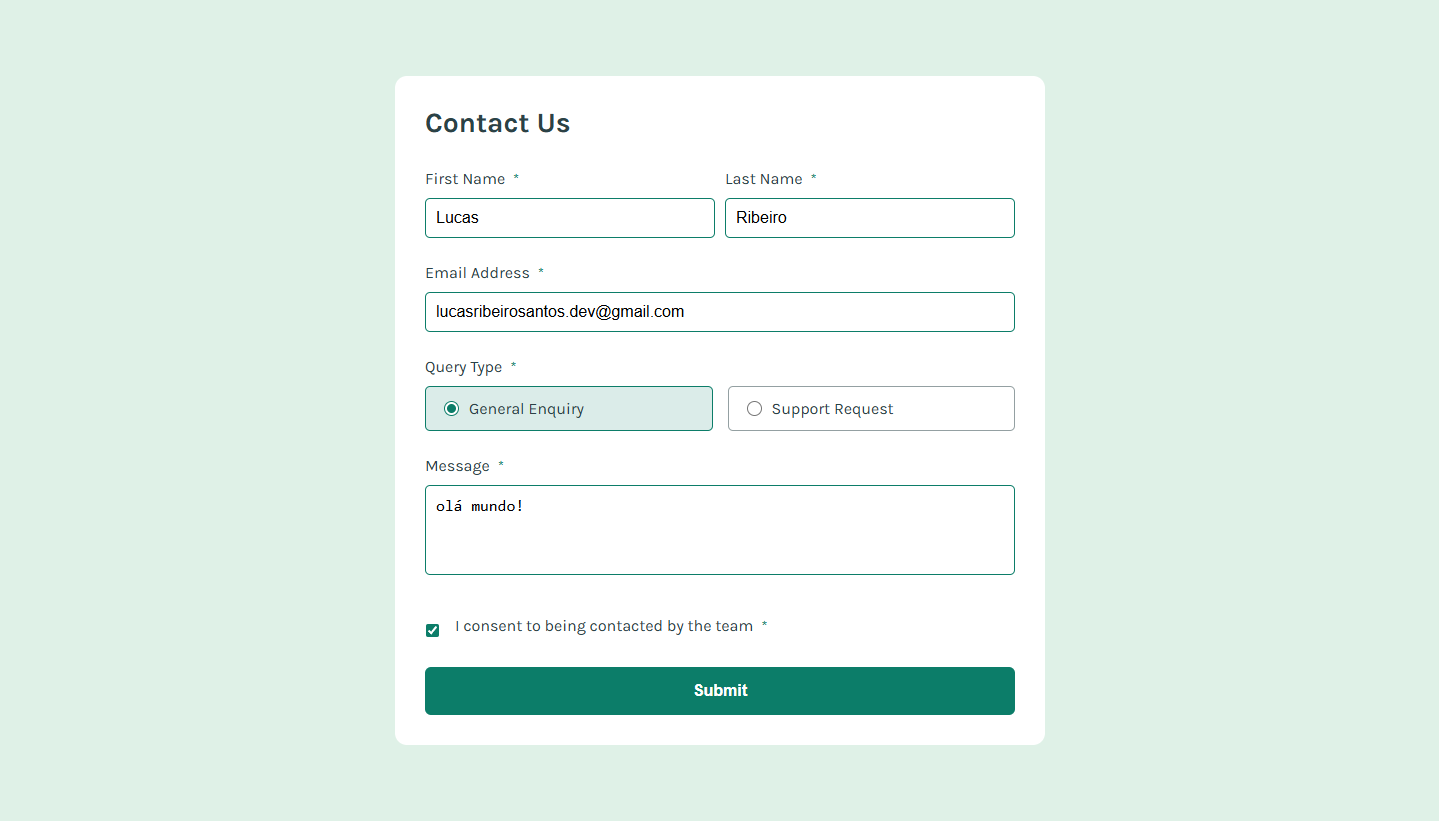 Contact Us
First Name *
Last Name *
Lucas
Ribeiro
Email Address *
lucasribeirosantos.dev@gmail.com
Query Type *
General Enquiry
Support Request
Message *
olá mundo!
I consent to being contacted by the team *
Submit